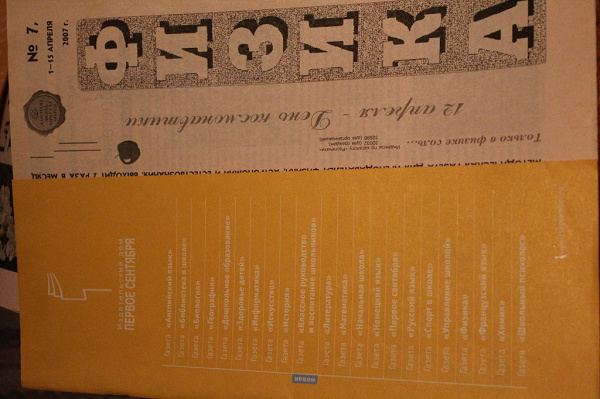 № 7,
1–15 АПРЕЛЯ
2007 г.
ФИЗИКА
12 апреля – День космонавтики
Только в физике соль...
Издательский дом
ПЕРВОЕ СЕНТЯБРЯ
Газета «Английский язык»
Газета «Библиотека в школе»
Газета «Биология»
Газета «География»
Газета «Дошкольное образование»
Газета «Здоровье детей»
Газета «Информатика»
Газета «Искусство»
Газета «История»
новая Газета «Классное руководство
и воспитание школьников»
Газета «Литература»
Газета «Математика»
Газета «Начальная школа»
Газета «Немецкий язык»
Газета «Первое сентября»
Газета «Русский язык»
Газета «Спорт в школе»
Газета «Управление школой»
Газета «Физика»
Газета «Французский язык»
Газета «Химия»
Газета «Школьный психолог»